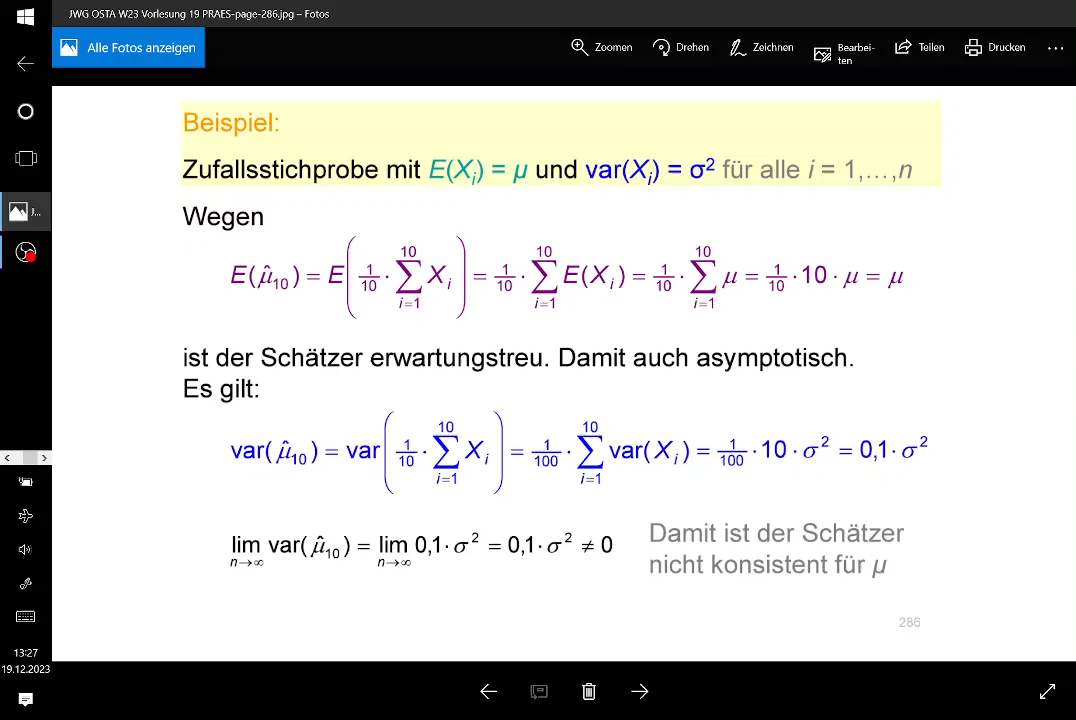 JWG OSTA W23 Vorlesung 19 PRAES-page-286.jpg – Fotos
Alle Fotos anzeigen
Zoomen
Drehen
Zeichnen
Bearbei-
ten
Teilen
Drucken
J...
Beispiel:
Zufallsstichprobe mit E(Xᵢ) = μ und var(Xᵢ) = σ² für alle i = 1,…,n
Wegen
E(μ̂₁₀) = E(1/10 · ∑_{i=1}^{10} Xᵢ) = 1/10 · ∑_{i=1}^{10} E(Xᵢ) = 1/10 · ∑_{i=1}^{10} μ = 1/10 · 10 · μ = μ
ist der Schätzer erwartungstreu. Damit auch asymptotisch.
Es gilt:
var(μ̂₁₀) = var(1/10 · ∑_{i=1}^{10} Xᵢ) = 1/100 · ∑_{i=1}^{10} var(Xᵢ) = 1/100 · 10 · σ² = 0,1 · σ²
lim_{n→∞} var(μ̂₁₀) = lim_{n→∞} 0,1 · σ² = 0,1 · σ² ≠ 0
Damit ist der Schätzer
nicht konsistent für μ
286
13:27
19.12.2023